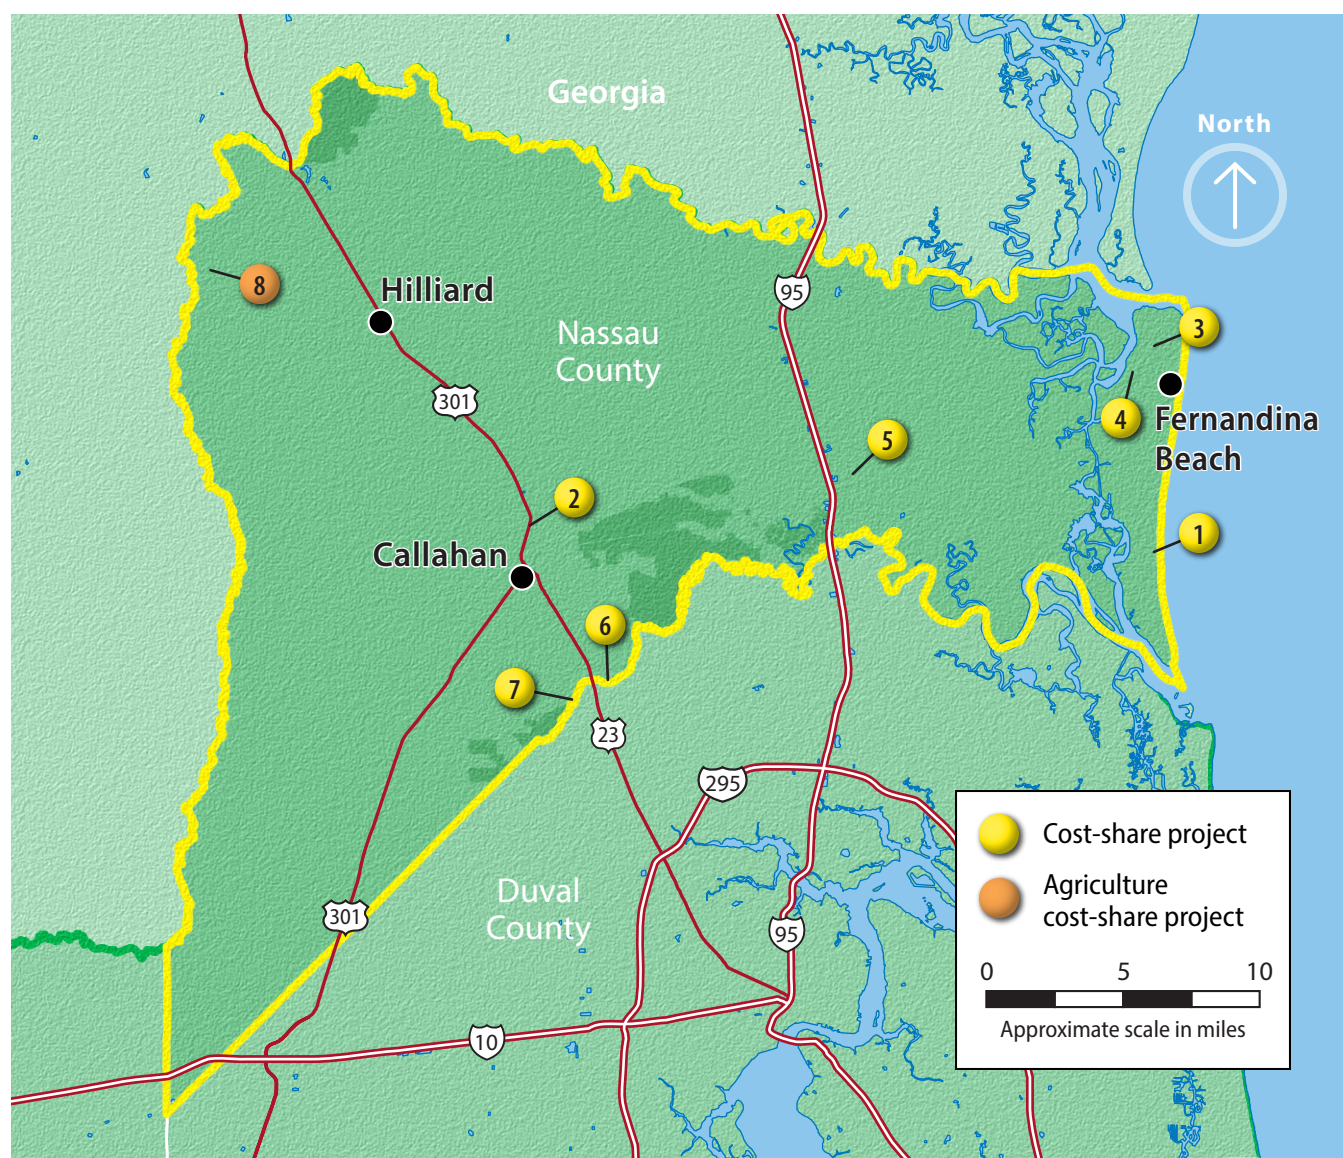 Georgia
North
8
Hilliard
95
3
Nassau
County
301
4
Fernandina
Beach
5
2
1
Callahan
6
7
23
295
Cost-share project
Duval
County
Agriculture
cost-share project
301
95
0 5 10
Approximate scale in miles
10